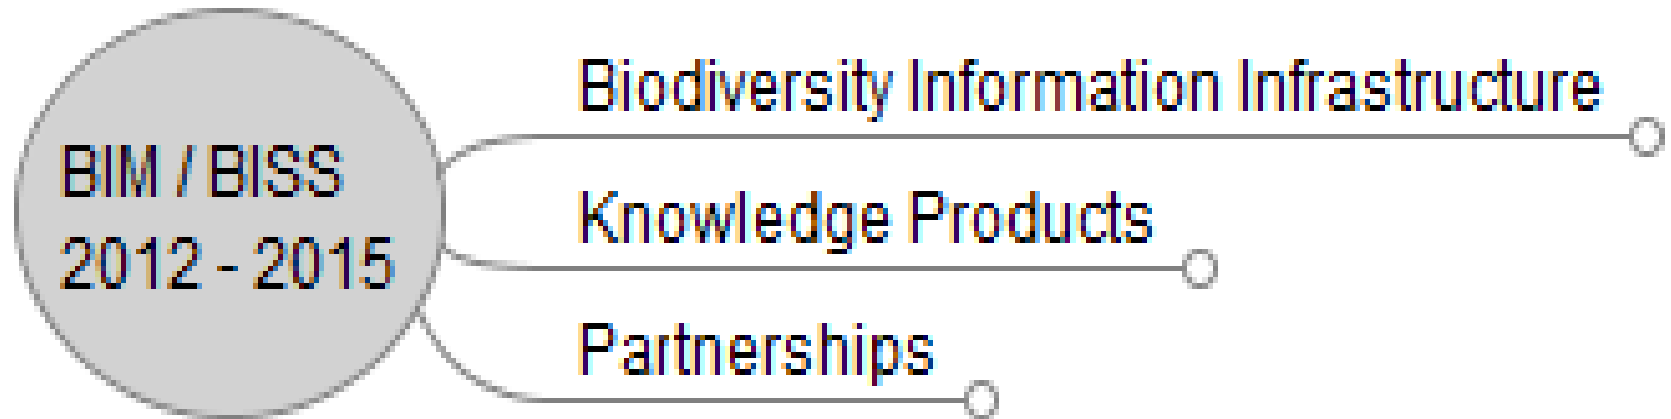 BIM / BISS
2012 - 2015
Biodiversity Information Infrastructure
Knowledge Products
Partnerships